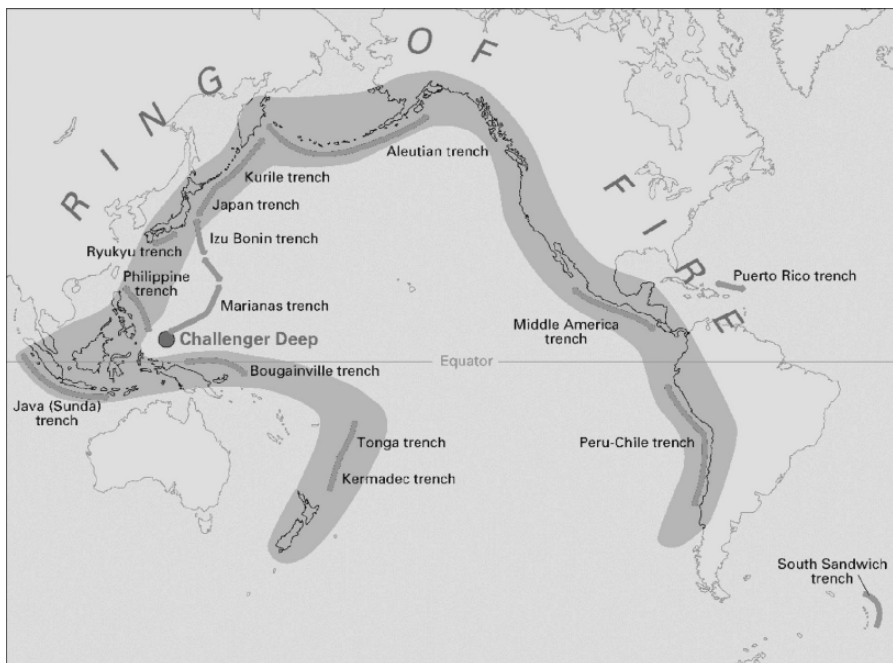 RING OF FIRE
Aleutian trench
Kurile trench
Japan trench
Izu Bonin trench
Ryukyu trench
Philippine
trench
Marianas trench
Challenger Deep
Puerto Rico trench
Middle America
trench
Equator
Bougainville trench
Java (Sunda)
trench
Tonga trench
Kermadec trench
Peru-Chile trench
South Sandwich
trench